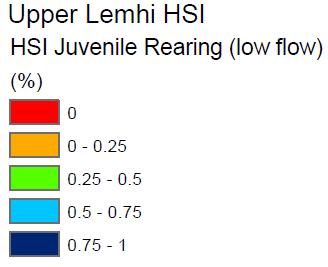 Upper Lemhi HSI
HSI Juvenile Rearing (low flow)
(%)
0
0 - 0.25
0.25 - 0.5
0.5 - 0.75
0.75 - 1